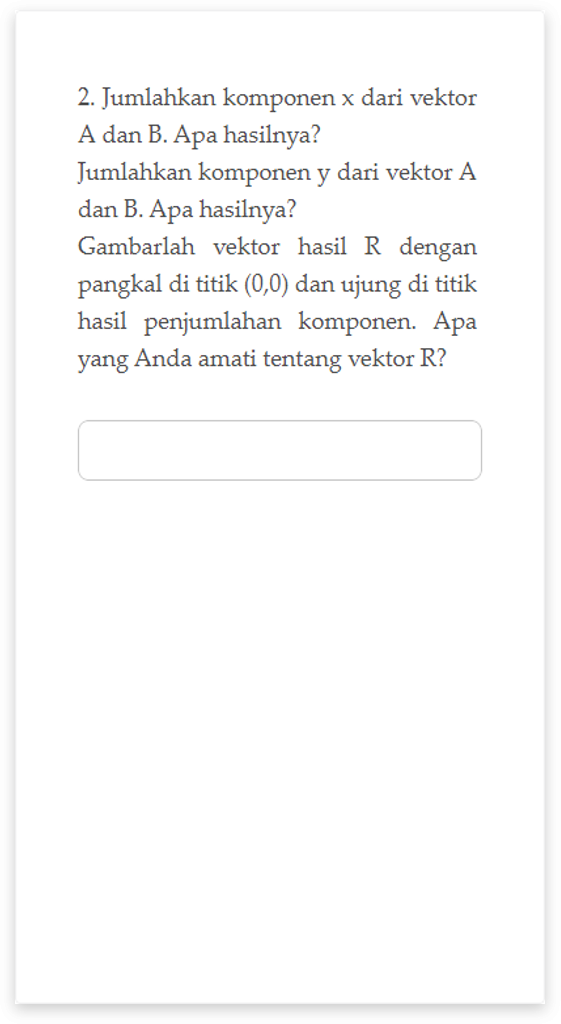 2. Jumlahkan komponen x dari vektor
A dan B. Apa hasilnya?
Jumlahkan komponen y dari vektor A
dan B. Apa hasilnya?
Gambarlah vektor hasil R dengan
pangkal di titik (0,0) dan ujung di titik
hasil penjumlahan komponen. Apa
yang Anda amati tentang vektor R?